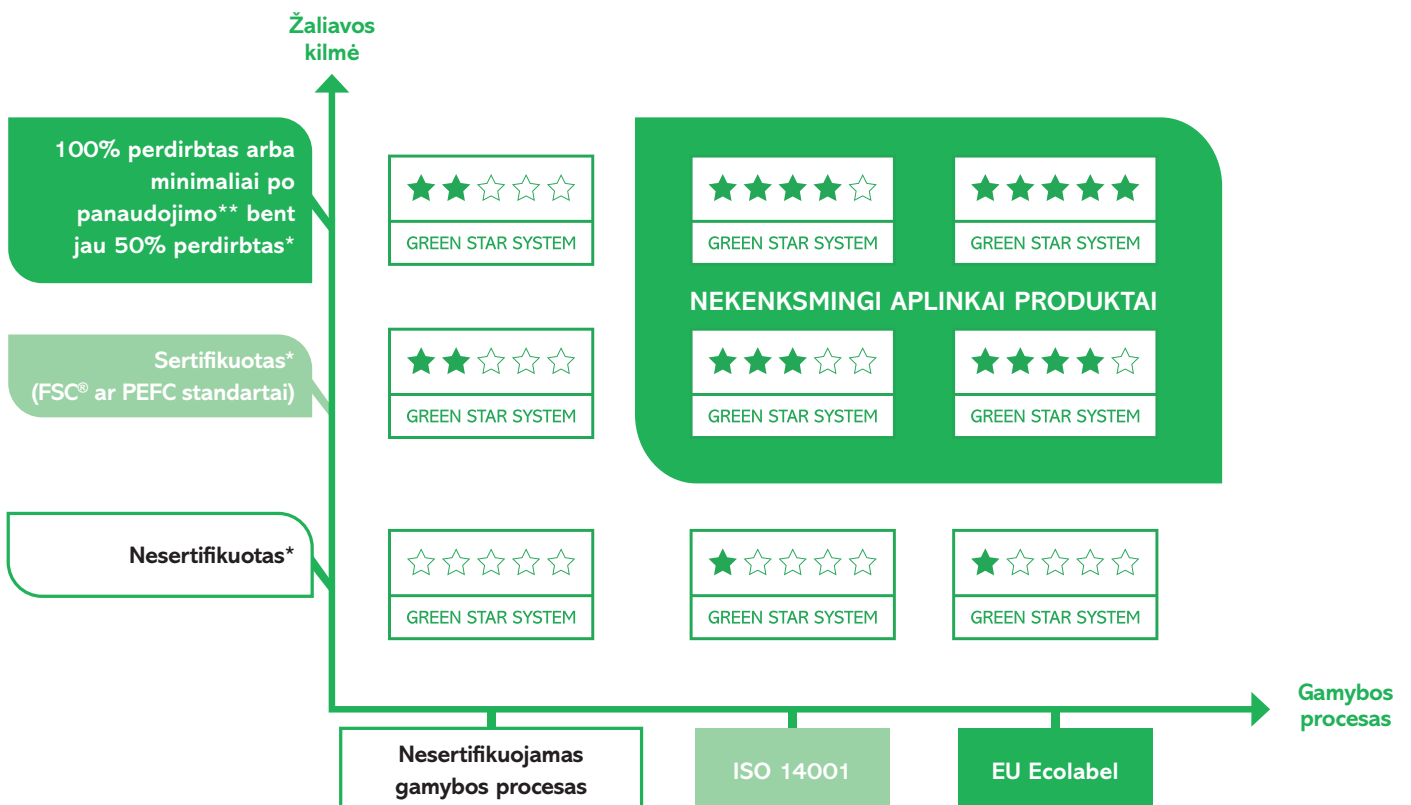 Žaliavos
kilmė
100% perdirbtas arba
minimaliai po
panaudojimo** bent
jau 50% perdirbtas*
GREEN STAR SYSTEM
GREEN STAR SYSTEM
GREEN STAR SYSTEM
NEKENKSMINGI APLINKAI PRODUKTAI
Sertifikuotas*
(FSC® ar PEFC standartai)
GREEN STAR SYSTEM
GREEN STAR SYSTEM
GREEN STAR SYSTEM
Nesertifikuotas*
GREEN STAR SYSTEM
GREEN STAR SYSTEM
GREEN STAR SYSTEM
Gamybos
procesas
Nesertifikuojamas
gamybos procesas
ISO 14001
EU Ecolabel